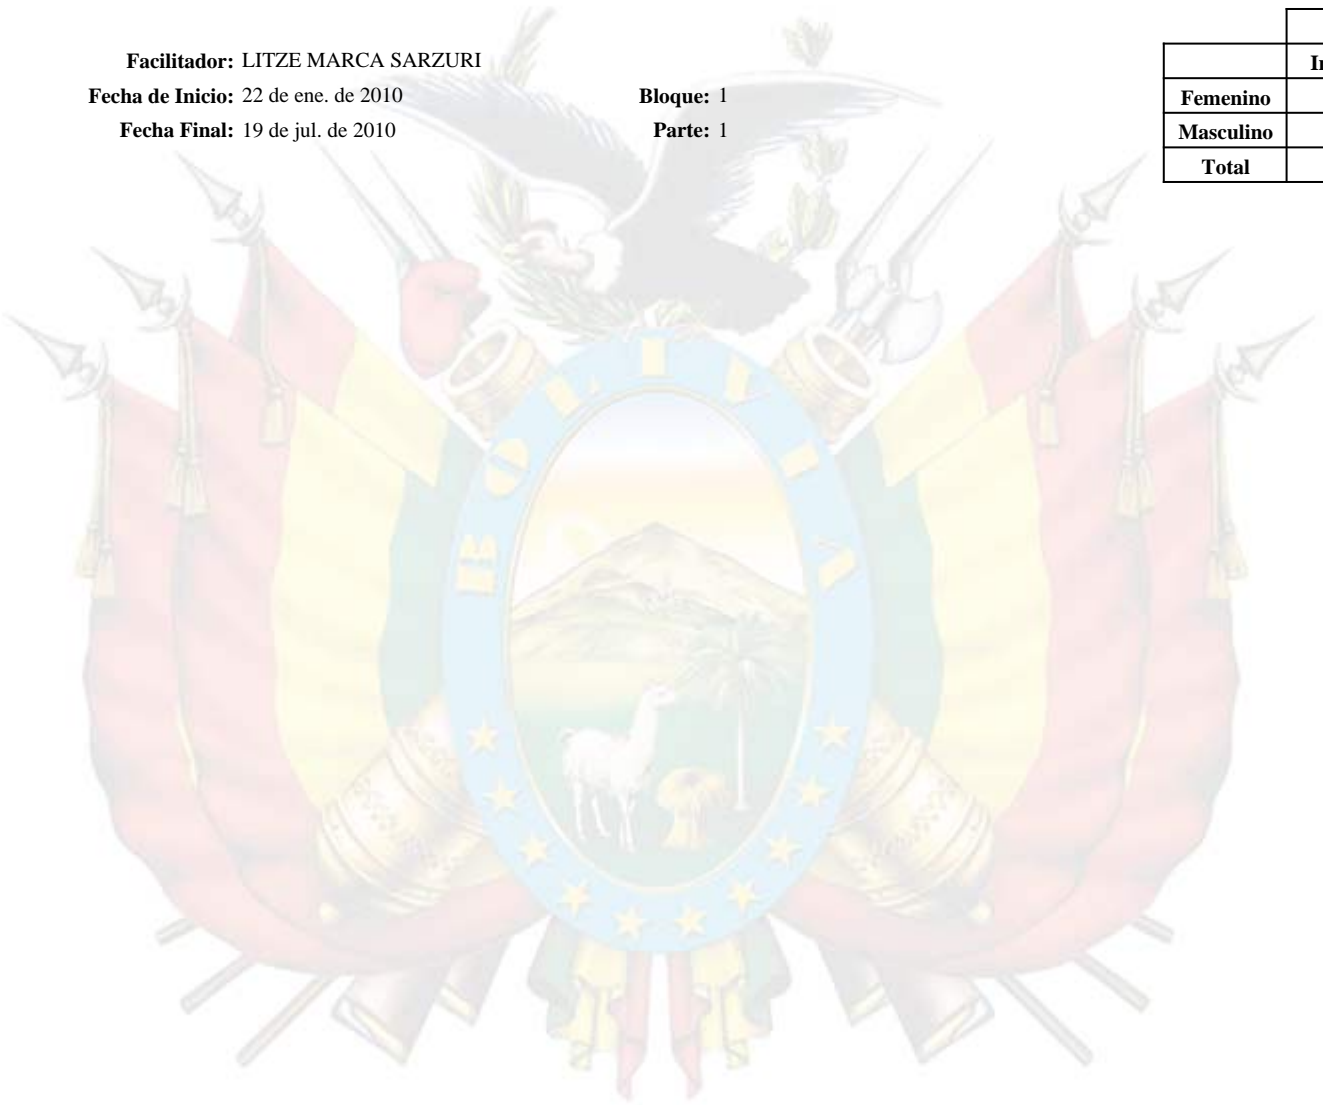 Facilitador: LITZE MARCA SARZURI
Fecha de Inicio: 22 de ene. de 2010 Bloque: 1
Fecha Final: 19 de jul. de 2010 Parte: 1
Femenino
Masculino
Total
BOLIVIA